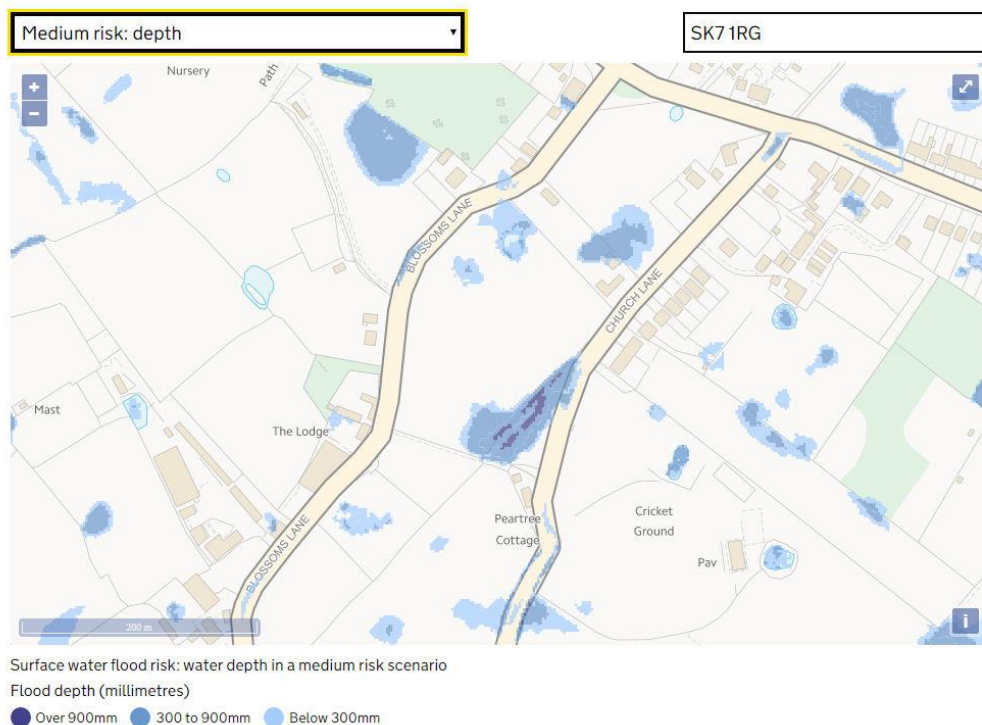 Medium risk: depth
SK7 1RG
+
−
Nursery
Path
BLOSSOMS LANE
CHURCH LANE
Mast
The Lodge
Peartree
Cottage
Cricket
Ground
BLOSSOMS LANE
Pav
200 m
i
Surface water flood risk: water depth in a medium risk scenario
Flood depth (millimetres)
Over 900mm 300 to 900mm Below 300mm